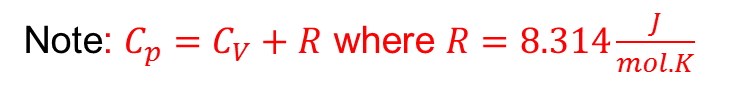 Note: Cp = CV + R where R = 8.314 J/mol.K